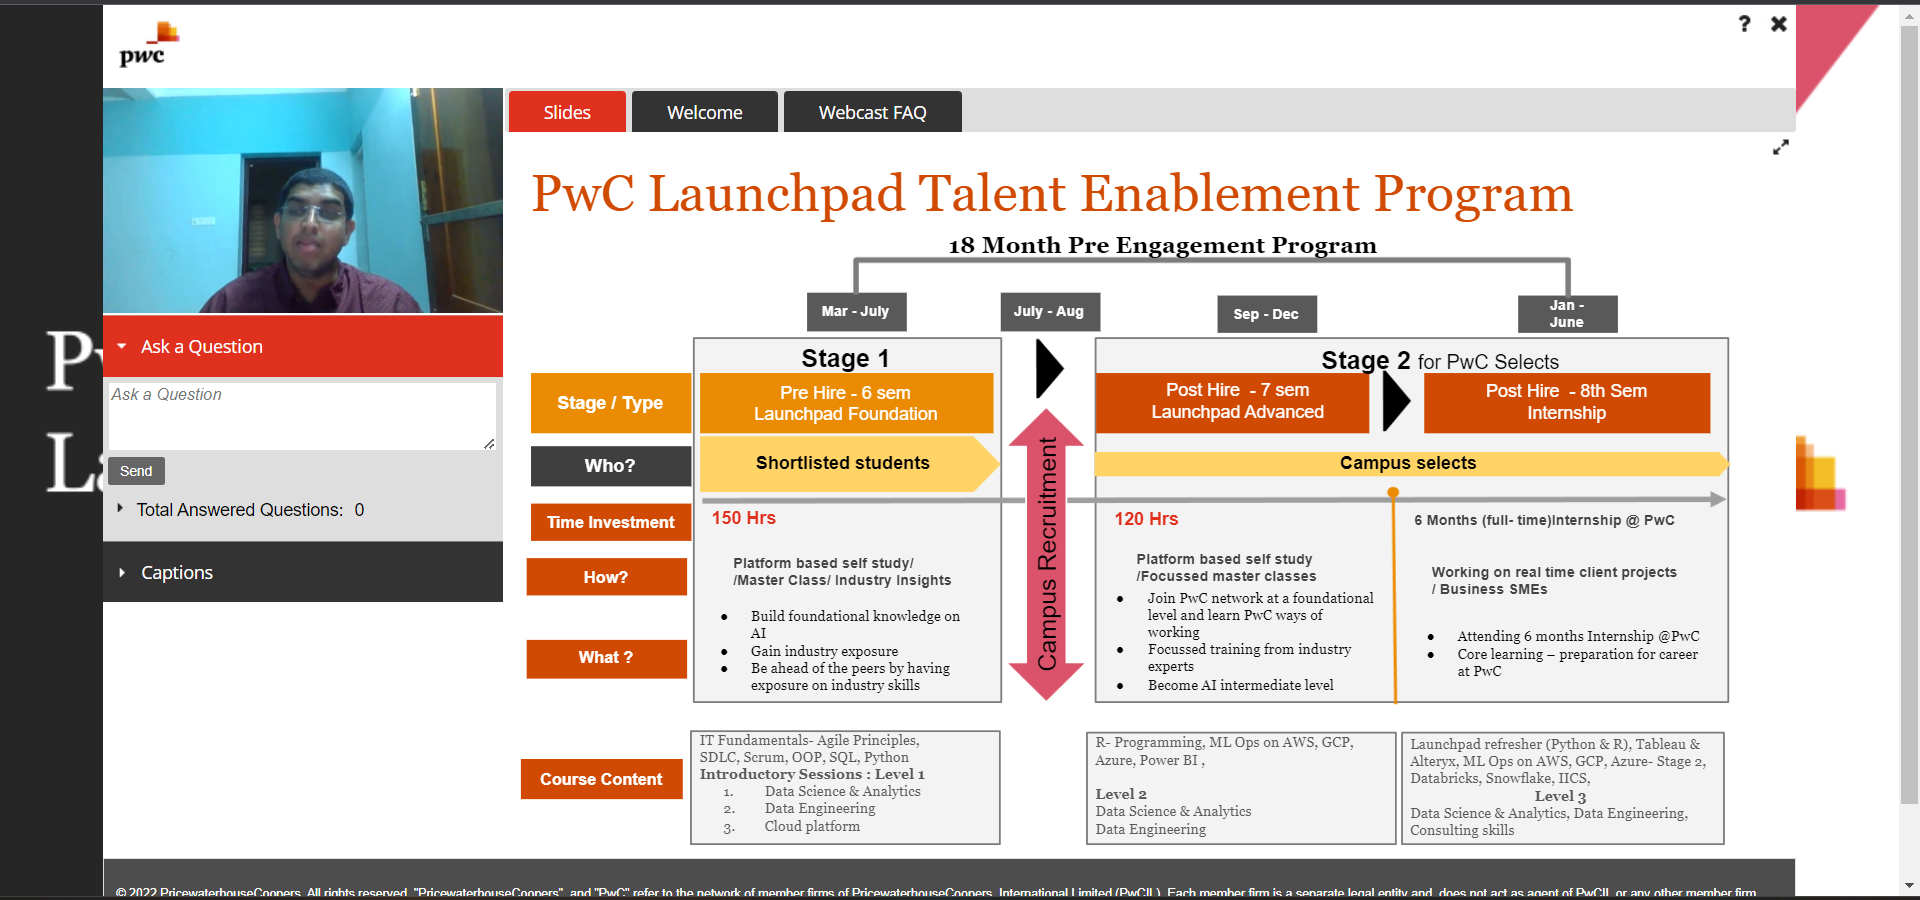 pwc
?
Slides
Welcome
Webcast FAQ
PwC Launchpad Talent Enablement Program
18 Month Pre Engagement Program
Mar - July
July - Aug
Sep - Dec
Jan -
June
Stage 1
Stage 2 for PwC Selects
Stage / Type
Pre Hire - 6 sem
Launchpad Foundation
Post Hire - 7 sem
Launchpad Advanced
Post Hire - 8th Sem
Internship
Who?
Shortlisted students
Campus selects
Campus Recruitment
Time Investment
150 Hrs
120 Hrs
6 Months (full- time)Internship @ PwC
How?
Platform based self study/
/Master Class/ Industry Insights
Platform based self study
/Focussed master classes
Working on real time client projects
/ Business SMEs
What ?
● Build foundational knowledge on
AI
● Gain industry exposure
● Be ahead of the peers by having
exposure on industry skills
● Join PwC network at a foundational
level and learn PwC ways of
working
● Focussed training from industry
experts
● Become AI intermediate level
● Attending 6 months Internship @PwC
● Core learning – preparation for career
at PwC
Course Content
IT Fundamentals- Agile Principles,
SDLC, Scrum, OOP, SQL, Python
Introductory Sessions : Level 1
1. Data Science & Analytics
2. Data Engineering
3. Cloud platform
R- Programming, ML Ops on AWS, GCP,
Azure, Power BI ,
Level 2
Data Science & Analytics
Data Engineering
Launchpad refresher (Python & R), Tableau &
Alteryx, ML Ops on AWS, GCP, Azure- Stage 2,
Databricks, Snowflake, IICS,
Level 3
Data Science & Analytics, Data Engineering,
Consulting skills
Ask a Question
Ask a Question
Send
Total Answered Questions: 0
Captions
© 2022 PricewaterhouseCoopers. All rights reserved. "PricewaterhouseCoopers" and "PwC" refer to the network of member firms of PricewaterhouseCoopers International Limited (PwCIL). Each member firm is a separate legal entity and does not act as agent of PwCIL or any other member firm.